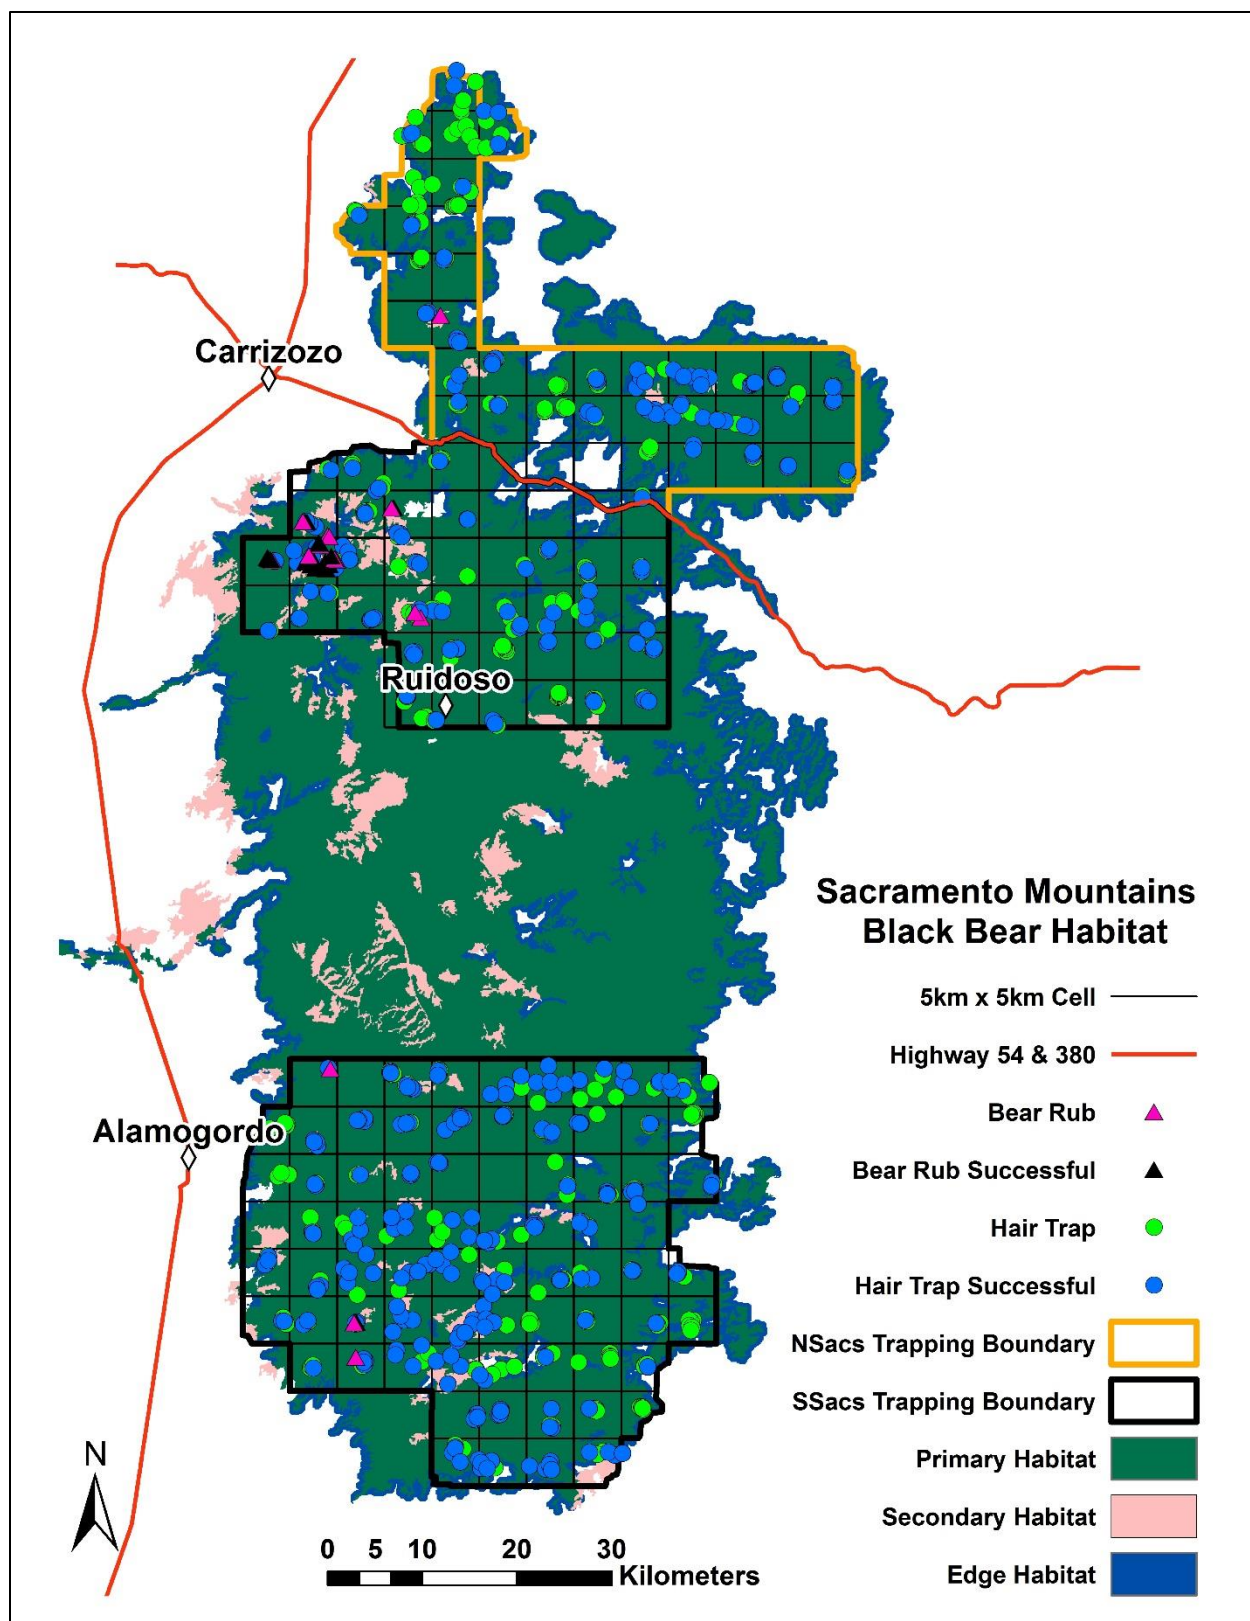 Carrizozo
Ruidoso
Sacramento Mountains
Black Bear Habitat
5km x 5km Cell
Highway 54 & 380
Bear Rub
Alamogordo
Bear Rub Successful
Hair Trap
Hair Trap Successful
NSacs Trapping Boundary
SSacs Trapping Boundary
N
Primary Habitat
Secondary Habitat
0 5 10 20 30
Kilometers
Edge Habitat